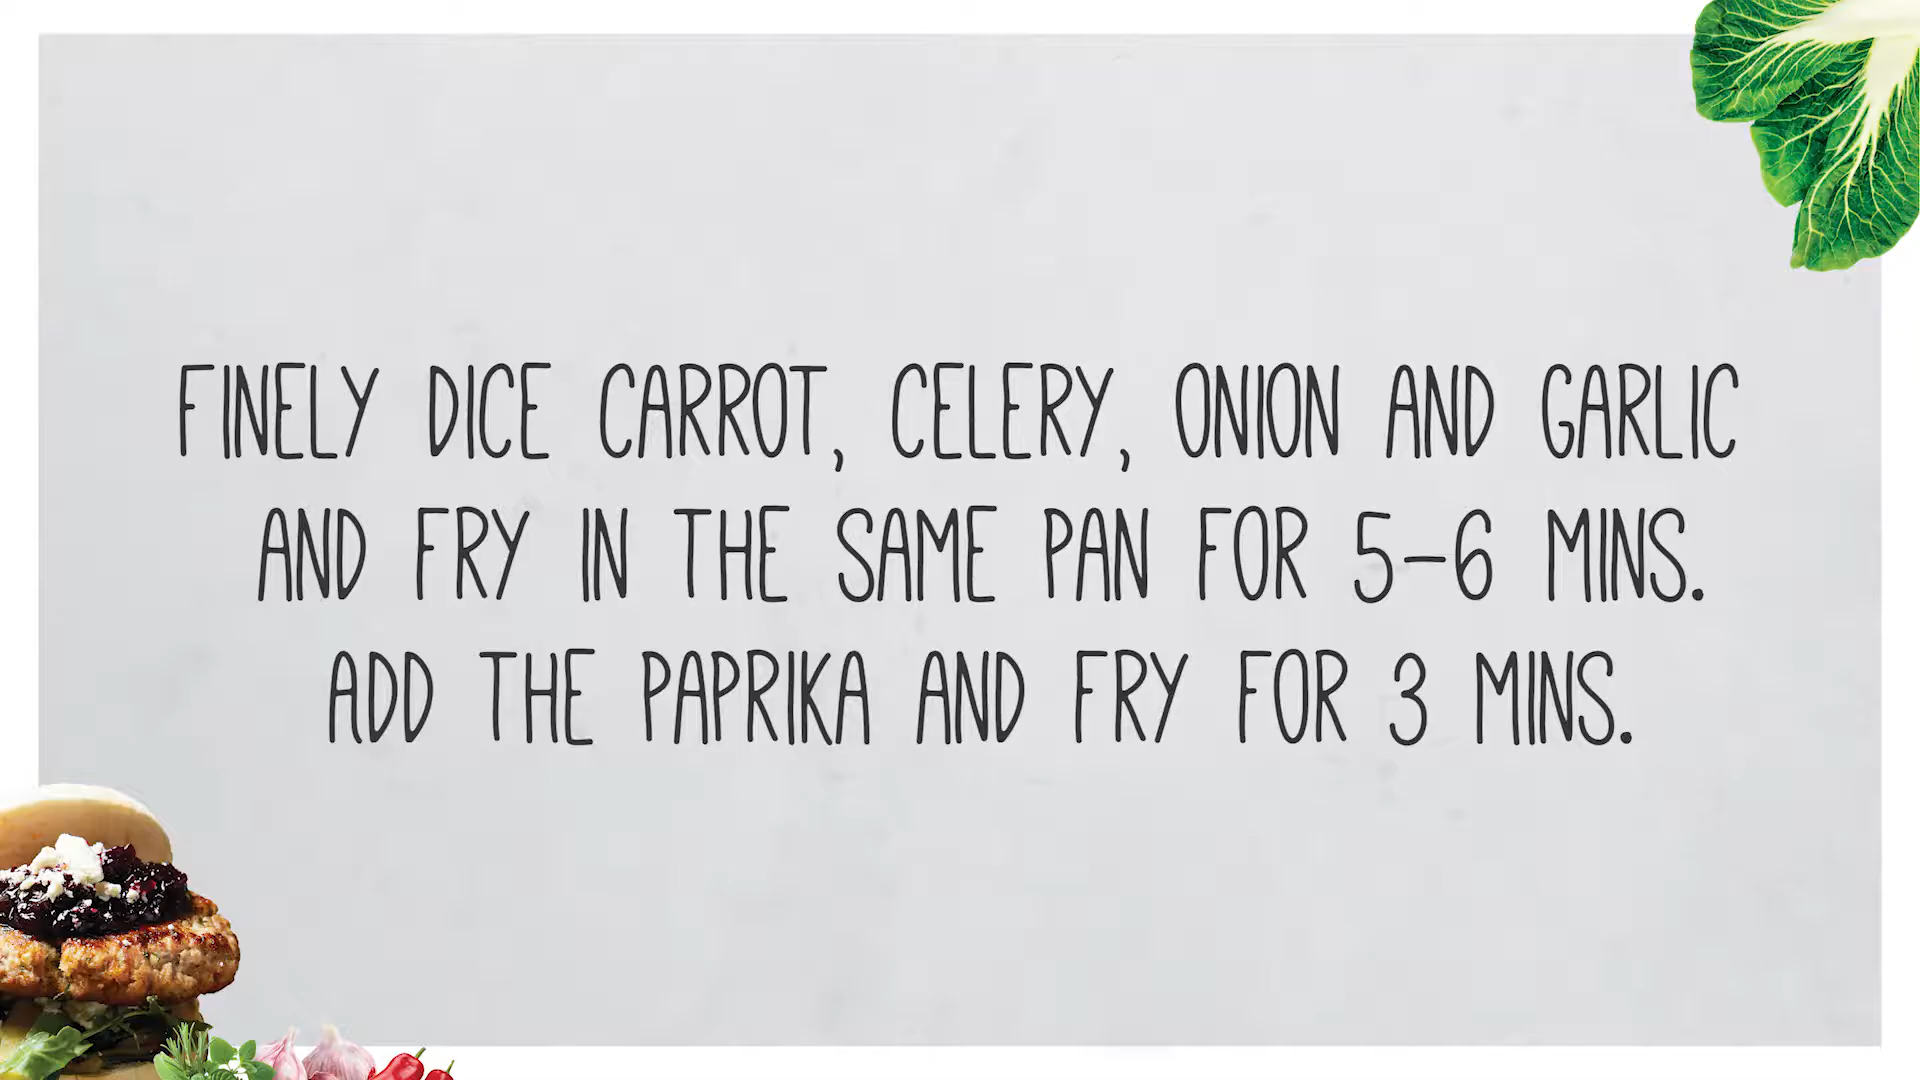 FINELY DICE CARROT, CELERY, ONION AND GARLIC
AND FRY IN THE SAME PAN FOR 5-6 MINS.
ADD THE PAPRIKA AND FRY FOR 3 MINS.